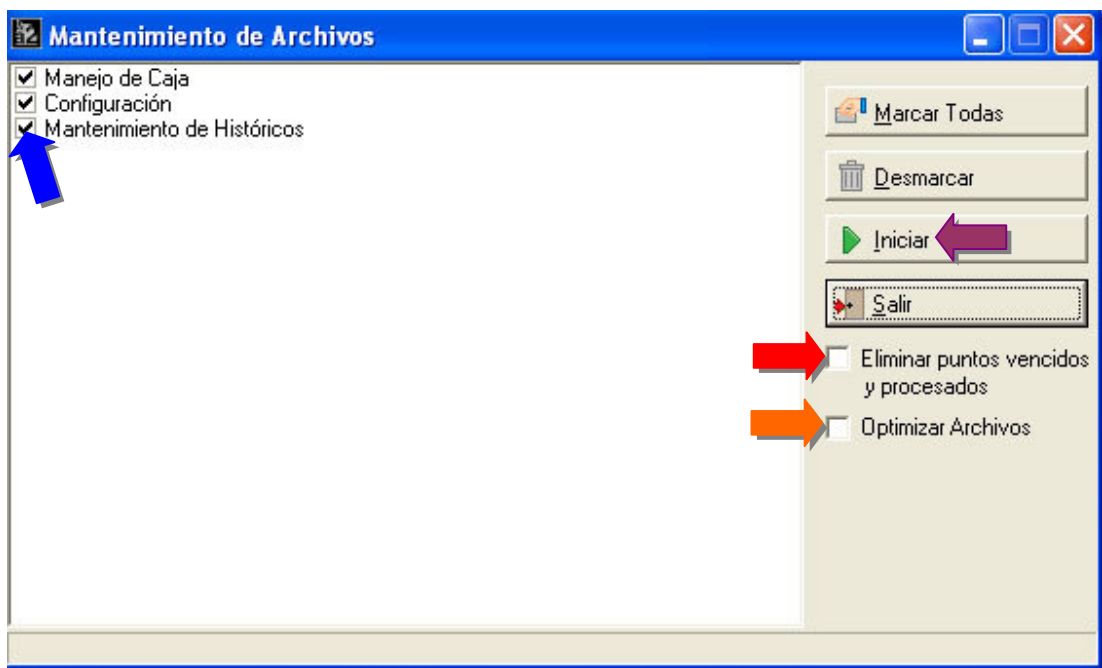 Mantenimiento de Archivos
Manejo de Caja
Configuración
Mantenimiento de Históricos
Marcar Todas
Desmarcar
Iniciar
Salir
Eliminar puntos vencidos
y procesados
Optimizar Archivos